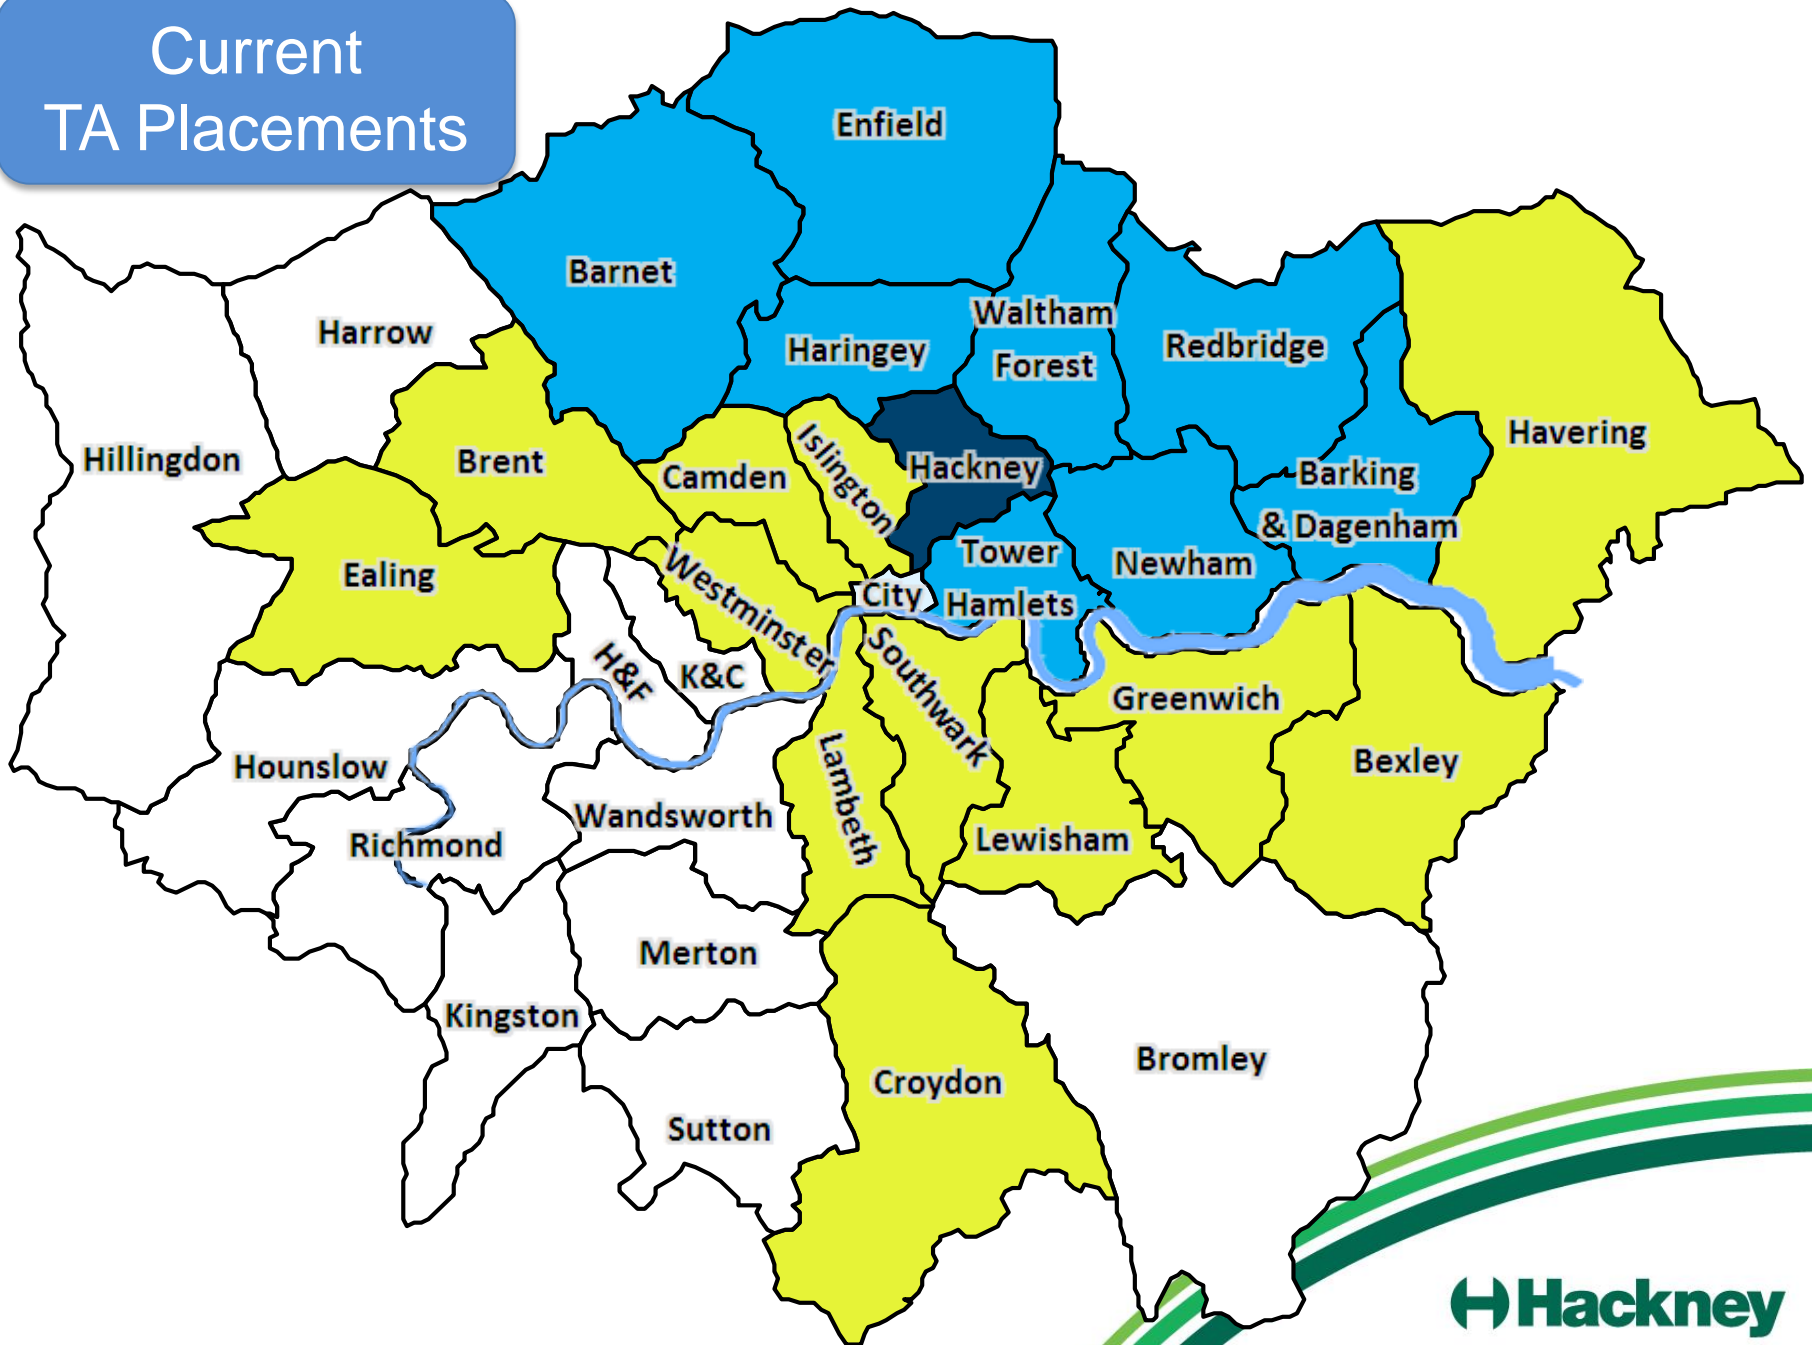 Current
TA Placements
Enfield
Barnet
Harrow
Haringey
Waltham
Forest
Redbridge
Havering
Hillingdon
Brent
Camden
Islington
Hackney
Barking
& Dagenham
Ealing
Westminster
City
Tower
Hamlets
Newham
H&F
K&C
Southwark
Greenwich
Hounslow
Lambeth
Bexley
Richmond
Wandsworth
Lewisham
Merton
Kingston
Croydon
Bromley
Sutton
Hackney